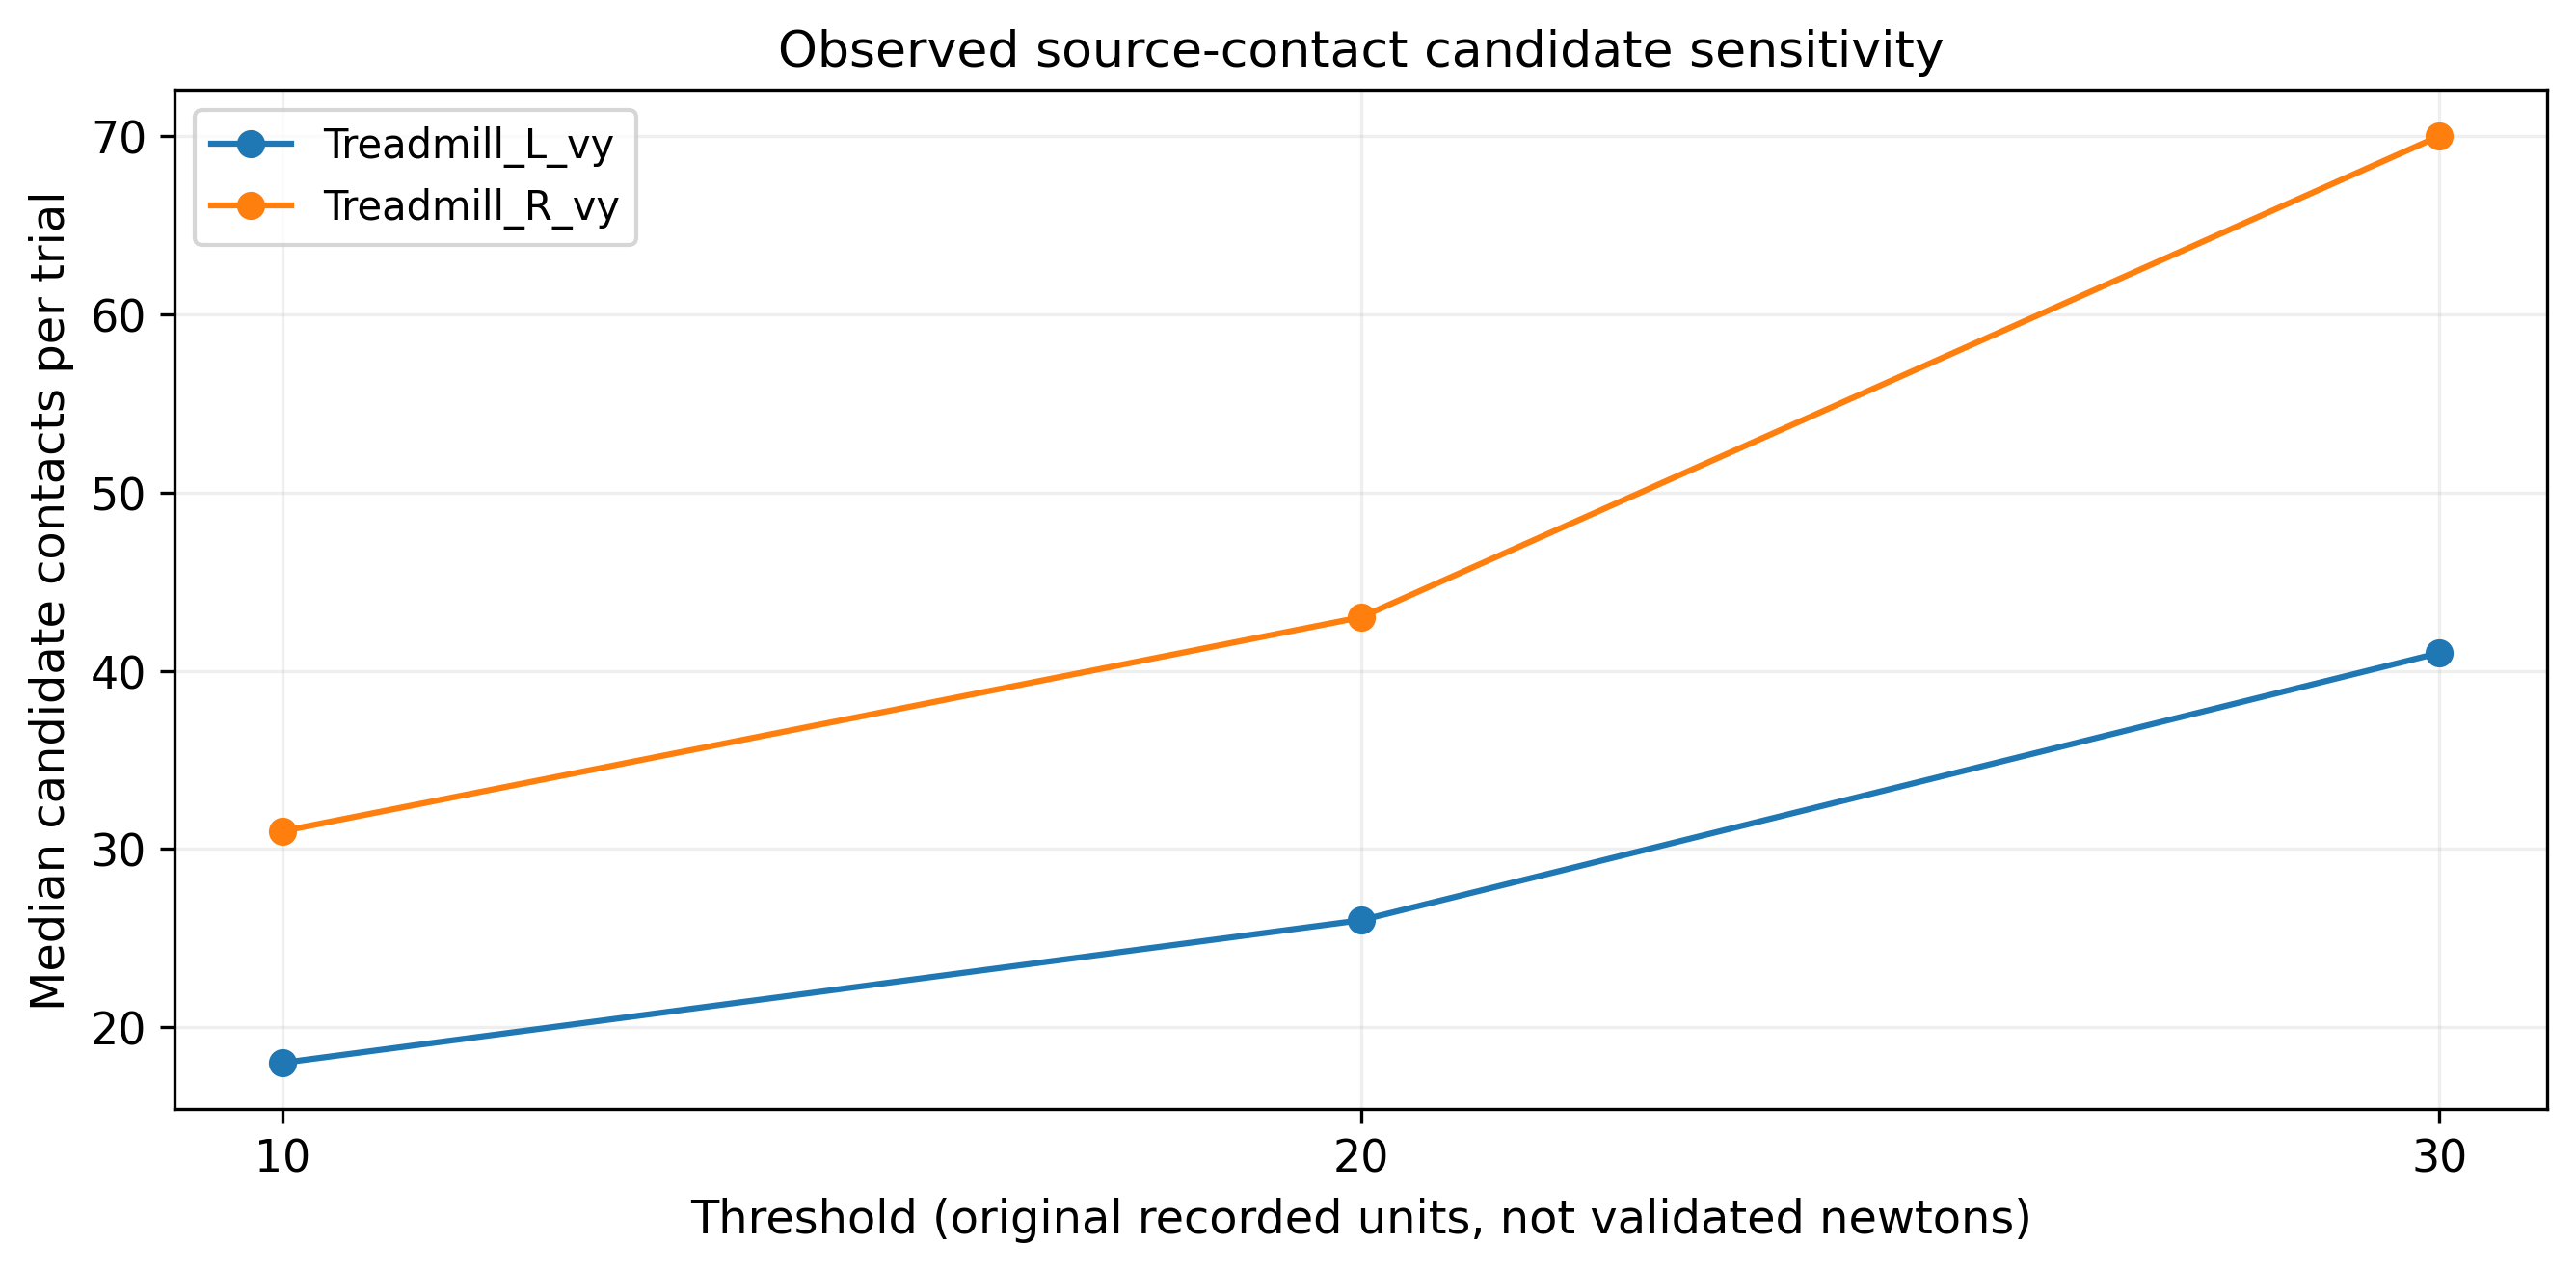 Observed source-contact candidate sensitivity
Treadmill_L_vy
Treadmill_R_vy
Median candidate contacts per trial
70
60
50
40
30
20
10
20
30
Threshold (original recorded units, not validated newtons)